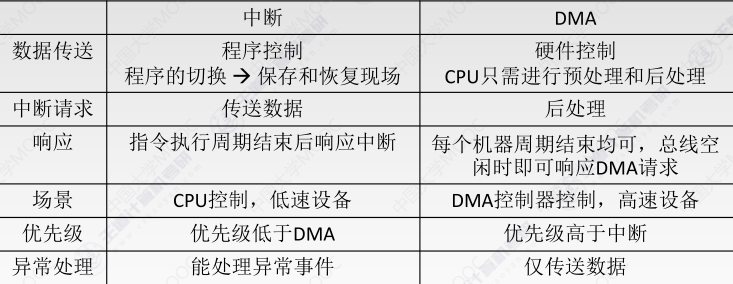 中断
DMA
数据传送
程序控制
程序的切换 → 保存和恢复现场
硬件控制
CPU只需进行预处理和后处理
中断请求
传送数据
后处理
响应
指令执行周期结束后响应中断
每个机器周期结束均可，总线空
闲时即可响应DMA请求
场景
CPU控制，低速设备
DMA控制器控制，高速设备
优先级
优先级低于DMA
优先级高于中断
异常处理
能处理异常事件
仅传送数据